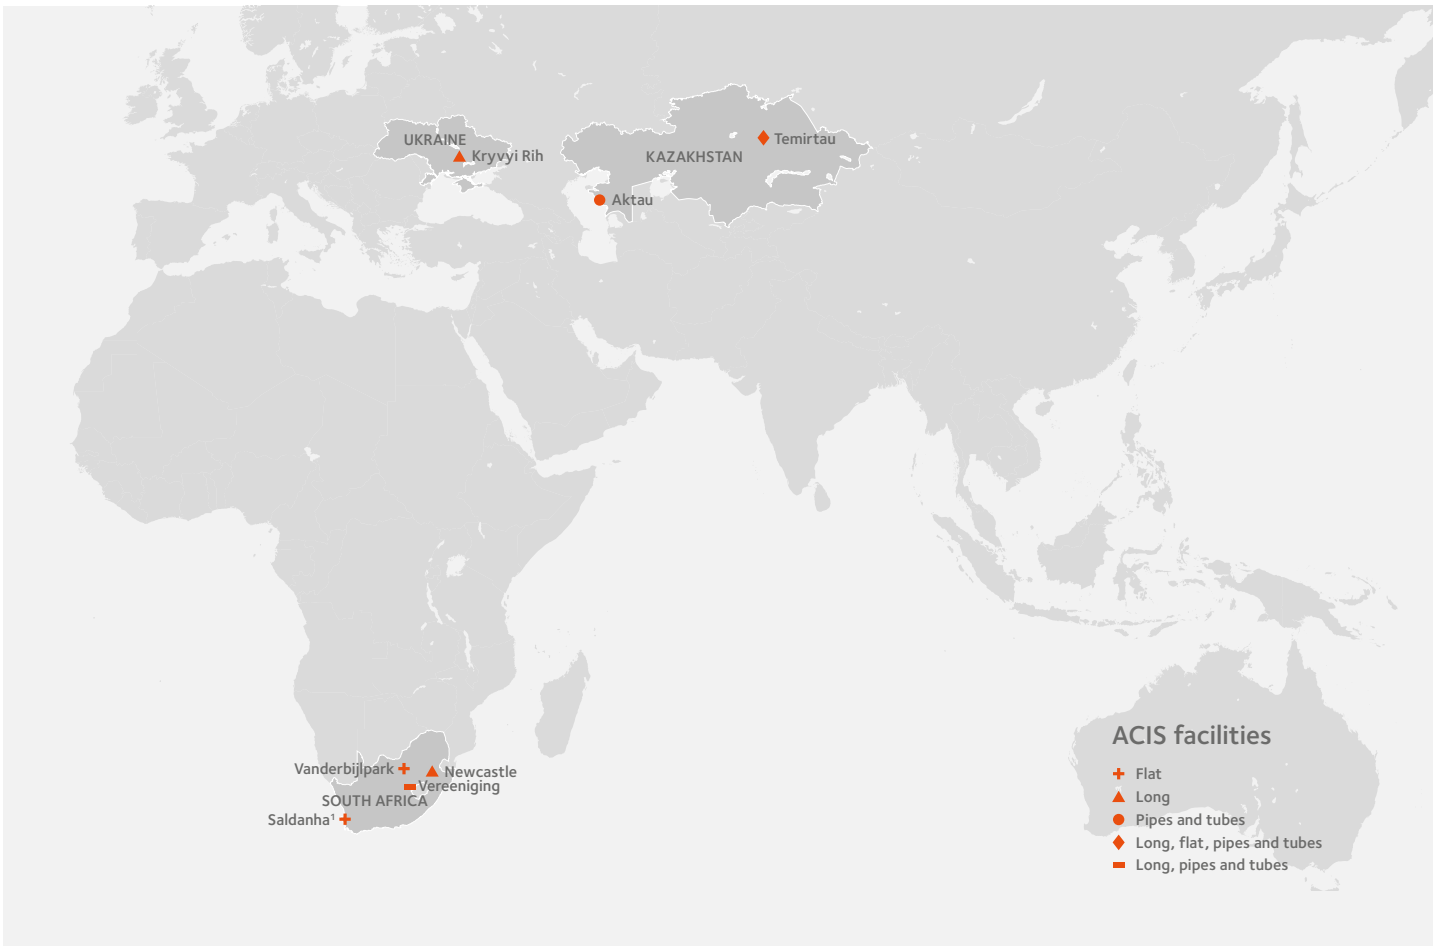 UKRAINE
Kryvyi Rih
Temirtau
KAZAKHSTAN
Aktau
Vanderbijlpark
Newcastle
Vereeniging
SOUTH AFRICA
Saldanha¹
ACIS facilities
Flat
Long
Pipes and tubes
Long, flat, pipes and tubes
Long, pipes and tubes